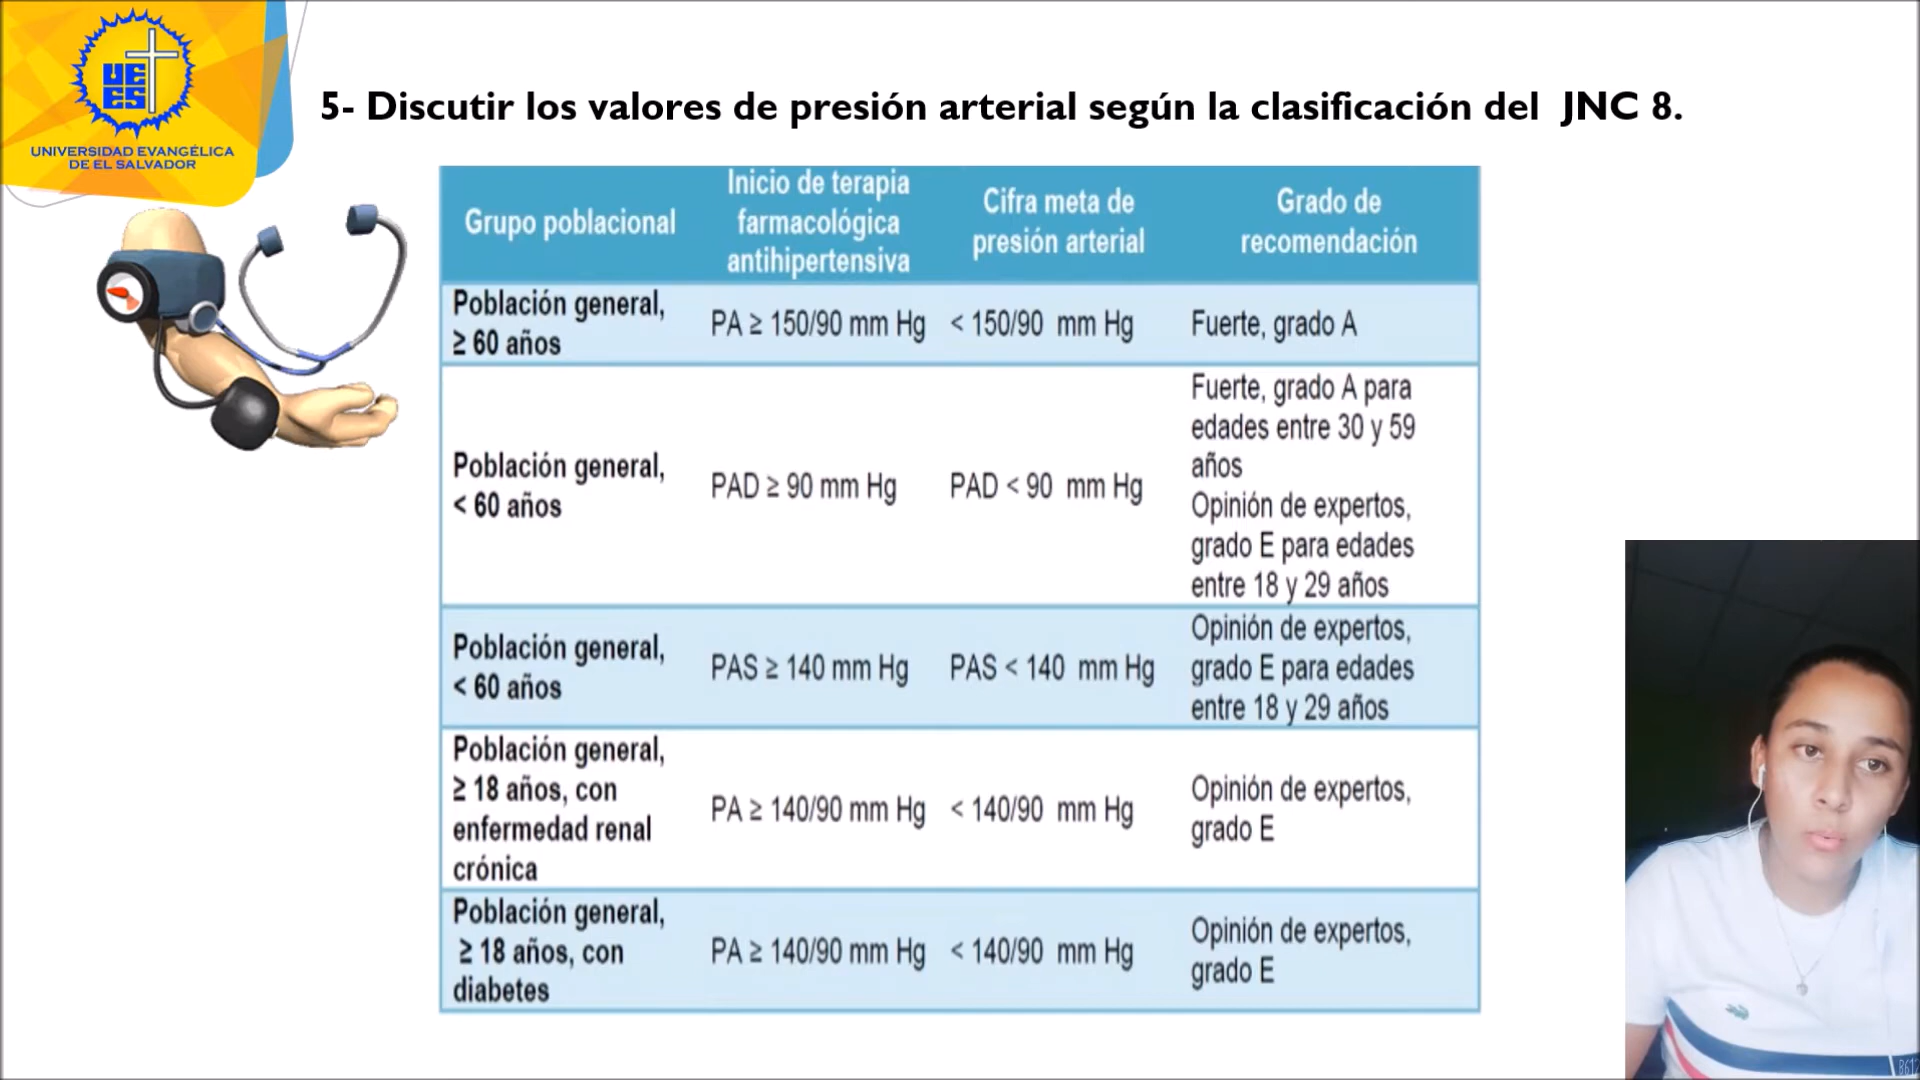 UE
ES
UNIVERSIDAD EVANGÉLICA
DE EL SALVADOR
5- Discutir los valores de presión arterial según la clasificación del JNC 8.
Grupo poblacional
Inicio de terapia
farmacológica
antihipertensiva
Cifra meta de
presión arterial
Grado de
recomendación
Población general,
≥ 60 años
PA ≥ 150/90 mm Hg
< 150/90 mm Hg
Fuerte, grado A
Población general,
< 60 años
PAD ≥ 90 mm Hg
PAD < 90 mm Hg
Fuerte, grado A para
edades entre 30 y 59
años
Opinión de expertos,
grado E para edades
entre 18 y 29 años
Población general,
< 60 años
PAS ≥ 140 mm Hg
PAS < 140 mm Hg
Opinión de expertos,
grado E para edades
entre 18 y 29 años
Población general,
≥ 18 años, con
enfermedad renal
crónica
PA ≥ 140/90 mm Hg
< 140/90 mm Hg
Opinión de expertos,
grado E
Población general,
≥ 18 años, con
diabetes
PA ≥ 140/90 mm Hg
< 140/90 mm Hg
Opinión de expertos,
grado E